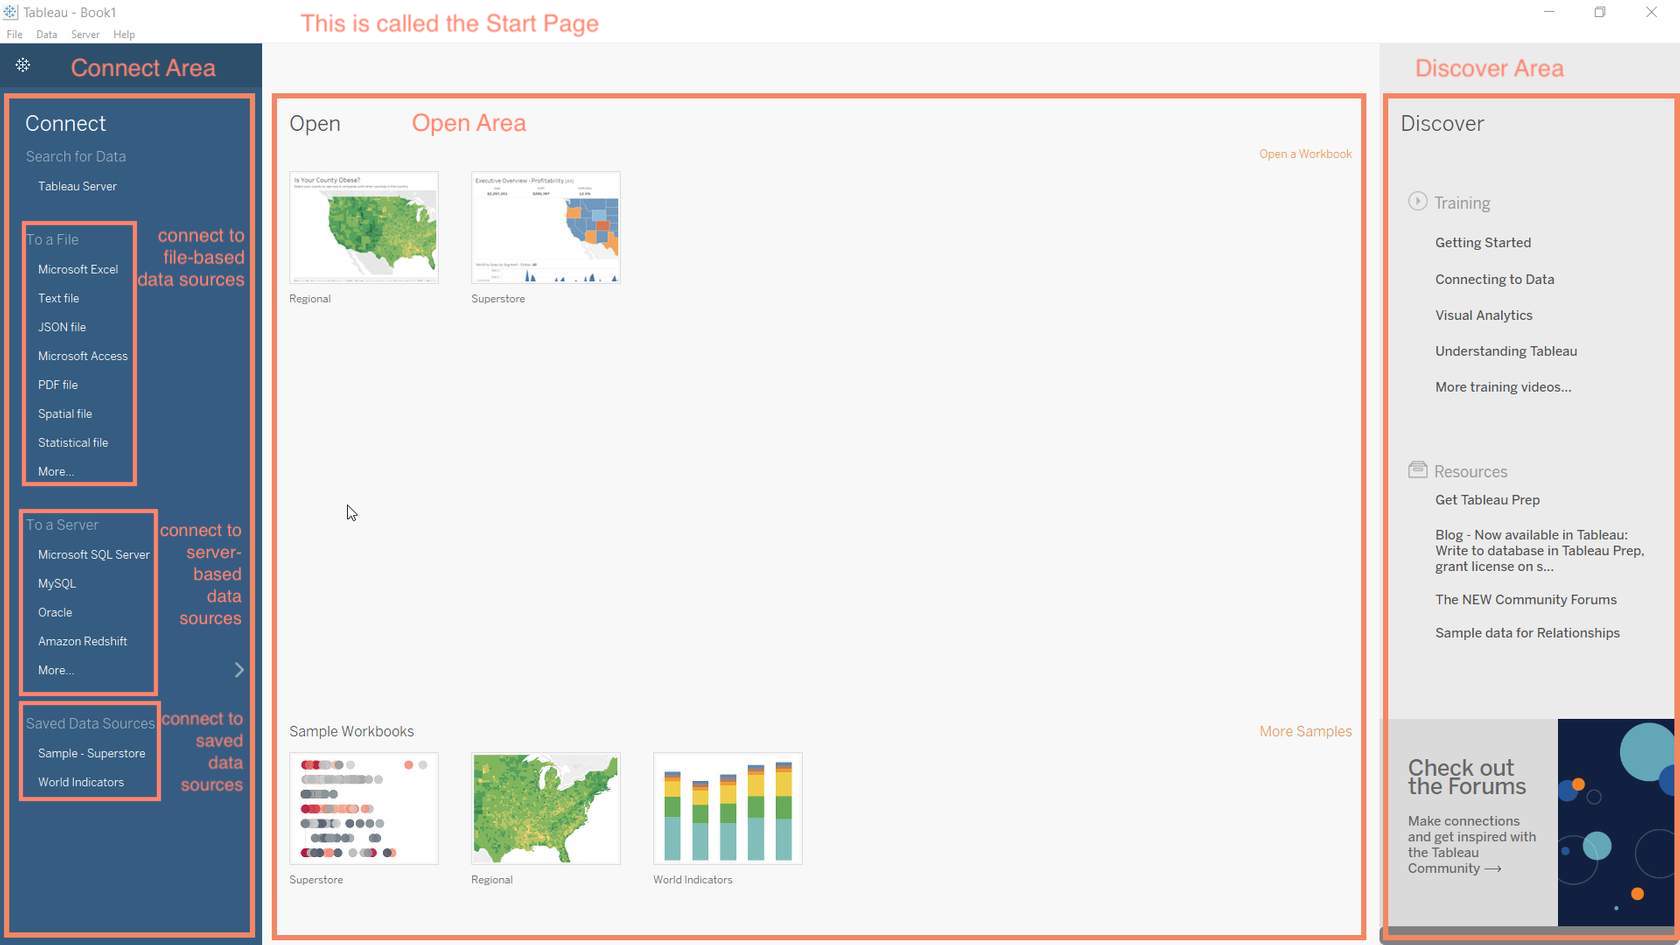 Tableau - Book1
This is called the Start Page
File Data Server Help
Connect Area
Discover Area
Connect
Search for Data
Tableau Server
To a File
Microsoft Excel
Text file
JSON file
Microsoft Access
PDF file
Spatial file
Statistical file
More...
connect to
file-based
data sources
To a Server
Microsoft SQL Server
MySQL
Oracle
Amazon Redshift
More...
connect to
server-
based
data
sources
Saved Data Sources
Sample - Superstore
World Indicators
connect to
saved
data
sources
Open
Open Area
Open a Workbook
Is Your County Obese?
Executive Overview - Profitability (All)
Regional
Superstore
Sample Workbooks
More Samples
Superstore
Regional
World Indicators
Discover
Training
Getting Started
Connecting to Data
Visual Analytics
Understanding Tableau
More training videos...
Resources
Get Tableau Prep
Blog - Now available in Tableau:
Write to database in Tableau Prep,
grant license on s...
The NEW Community Forums
Sample data for Relationships
Check out
the Forums
Make connections
and get inspired with
the Tableau
Community →